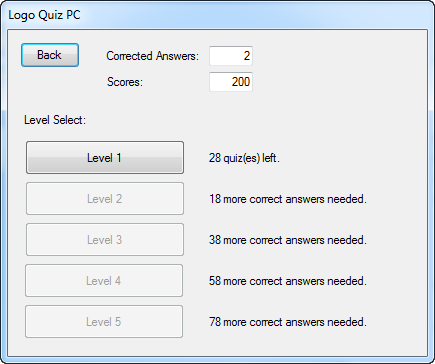 Logo Quiz PC
Back
Corrected Answers: 2
Scores: 200
Level Select:
Level 1 28 quiz(es) left.
Level 2 18 more correct answers needed.
Level 3 38 more correct answers needed.
Level 4 58 more correct answers needed.
Level 5 78 more correct answers needed.